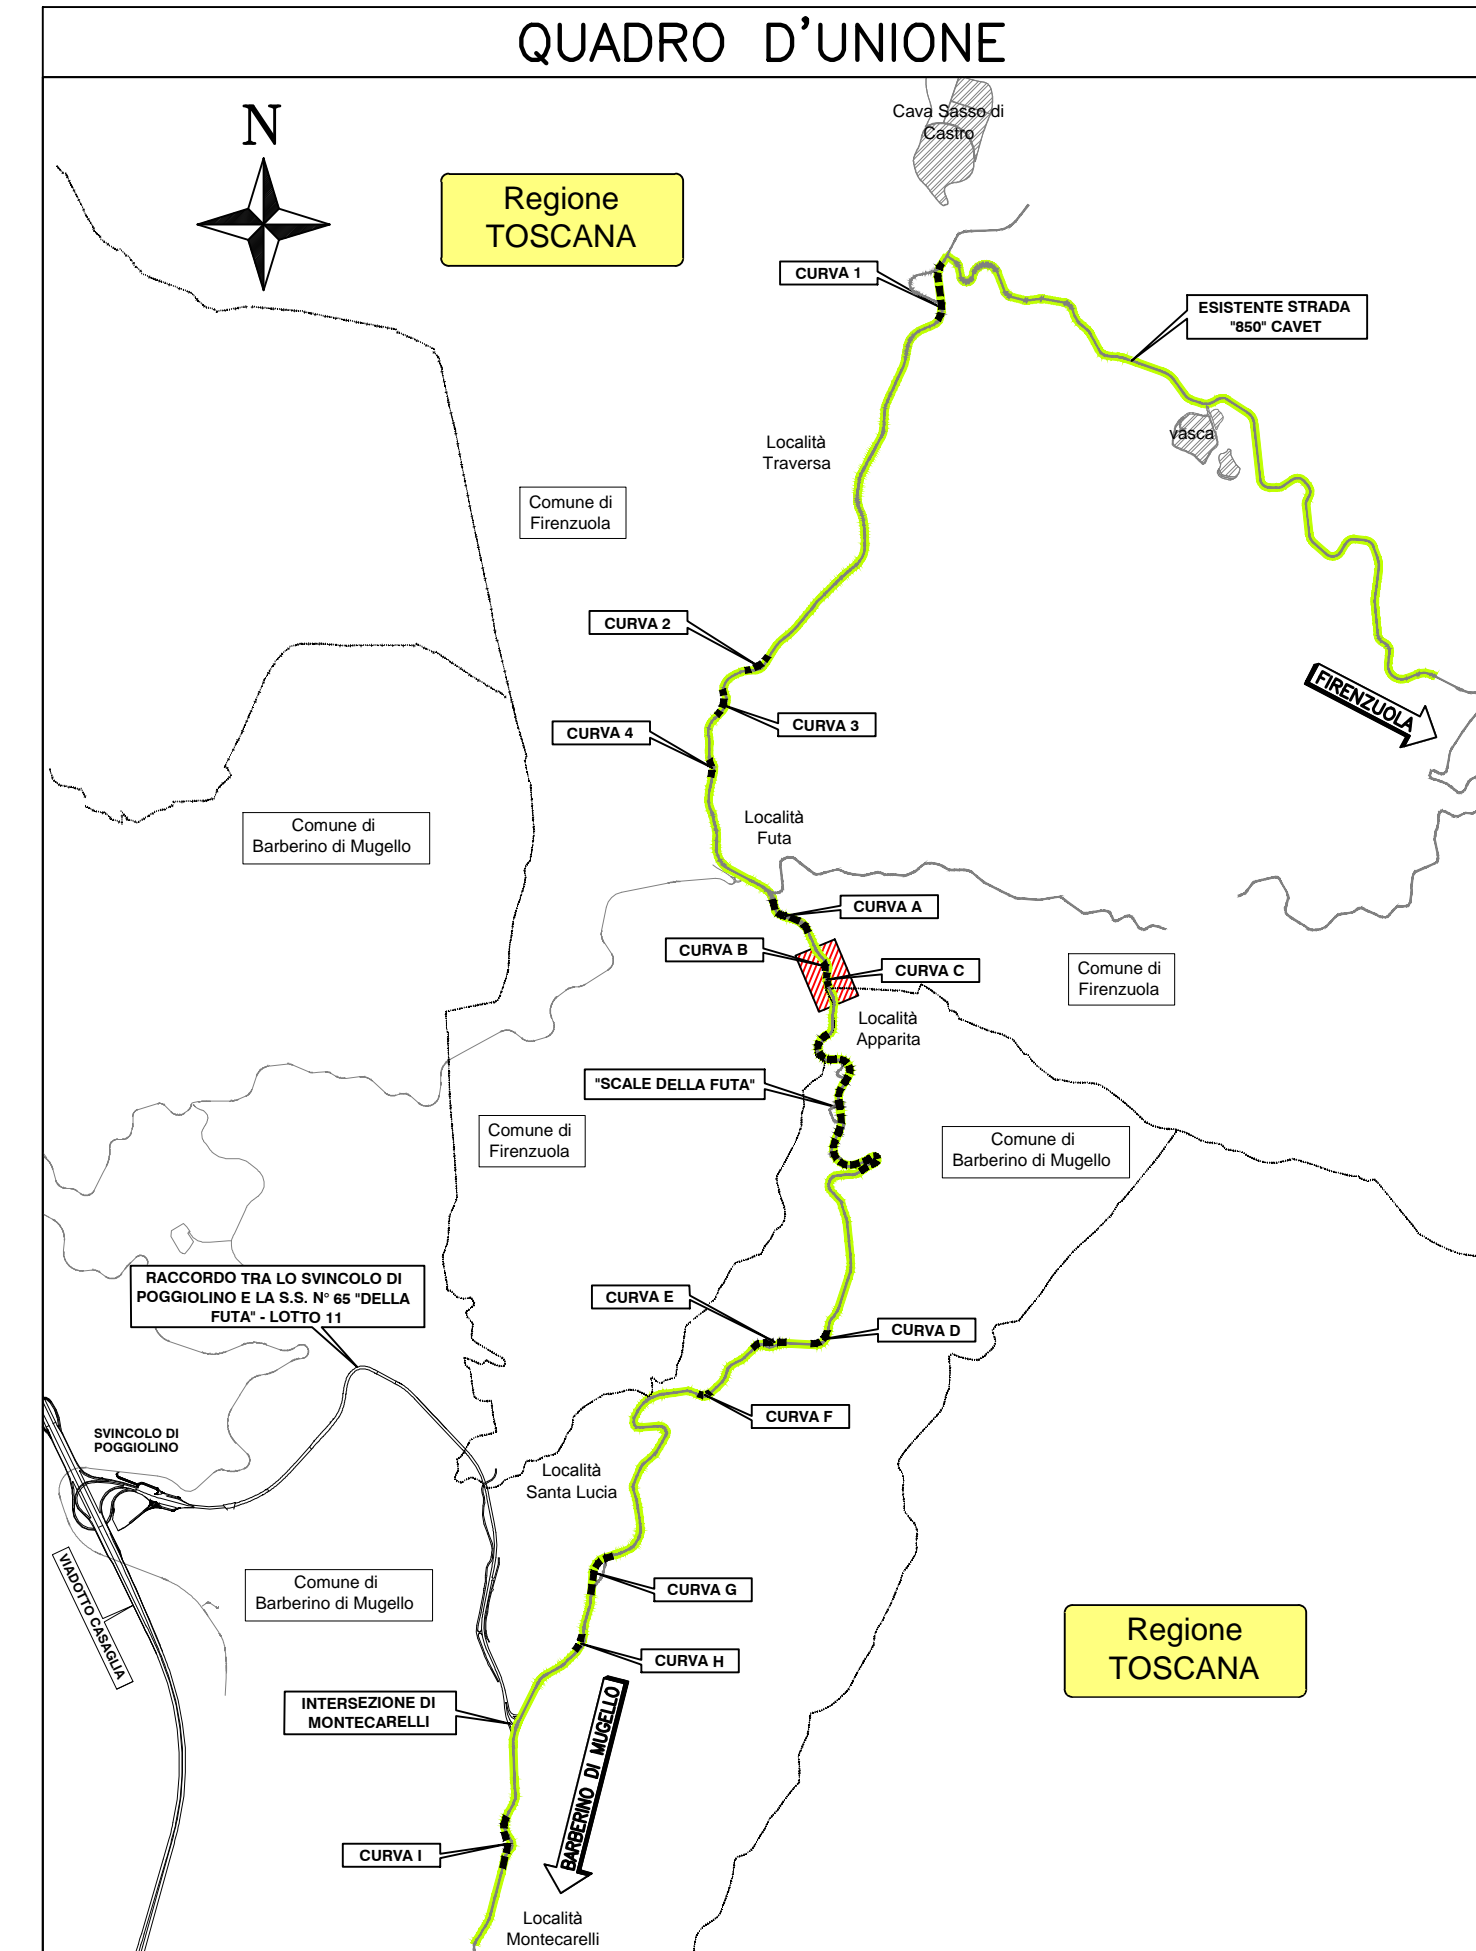 QUADRO D'UNIONE
Cava Sasso di
Castro
N
Regione
TOSCANA
CURVA 1
ESISTENTE STRADA
"850" CAVET
vasca
Località
Traversa
Comune di
Firenzuola
CURVA 2
FIRENZUOLA
CURVA 3
CURVA 4
Località
Futa
Comune di
Barberino di Mugello
CURVA A
CURVA B
CURVA C
Comune di
Firenzuola
Località
Apparita
"SCALE DELLA FUTA"
Comune di
Firenzuola
Comune di
Barberino di Mugello
RACCORDO TRA LO SVINCOLO DI
POGGIOLINO E LA S.S. N° 65 "DELLA
FUTA" - LOTTO 11
CURVA E
CURVA D
CURVA F
SVINCOLO DI
POGGIOLINO
Località
Santa Lucia
VIADOTTO CASAGLIA
Comune di
Barberino di Mugello
CURVA G
CURVA H
Regione
TOSCANA
INTERSEZIONE DI
MONTECARELLI
BARBERINO DI MUGELLO
CURVA I
Località
Montecarelli